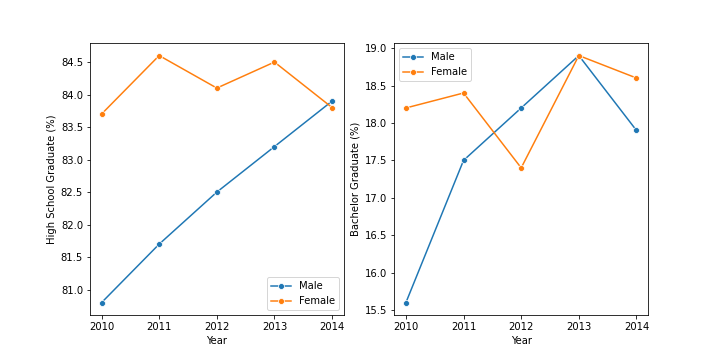 High School Graduate (%)
84.5
84.0
83.5
83.0
82.5
82.0
81.5
81.0
Male
Female
2010 2011 2012 2013 2014
Year
Bachelor Graduate (%)
19.0
18.5
18.0
17.5
17.0
16.5
16.0
15.5
Male
Female
2010 2011 2012 2013 2014
Year